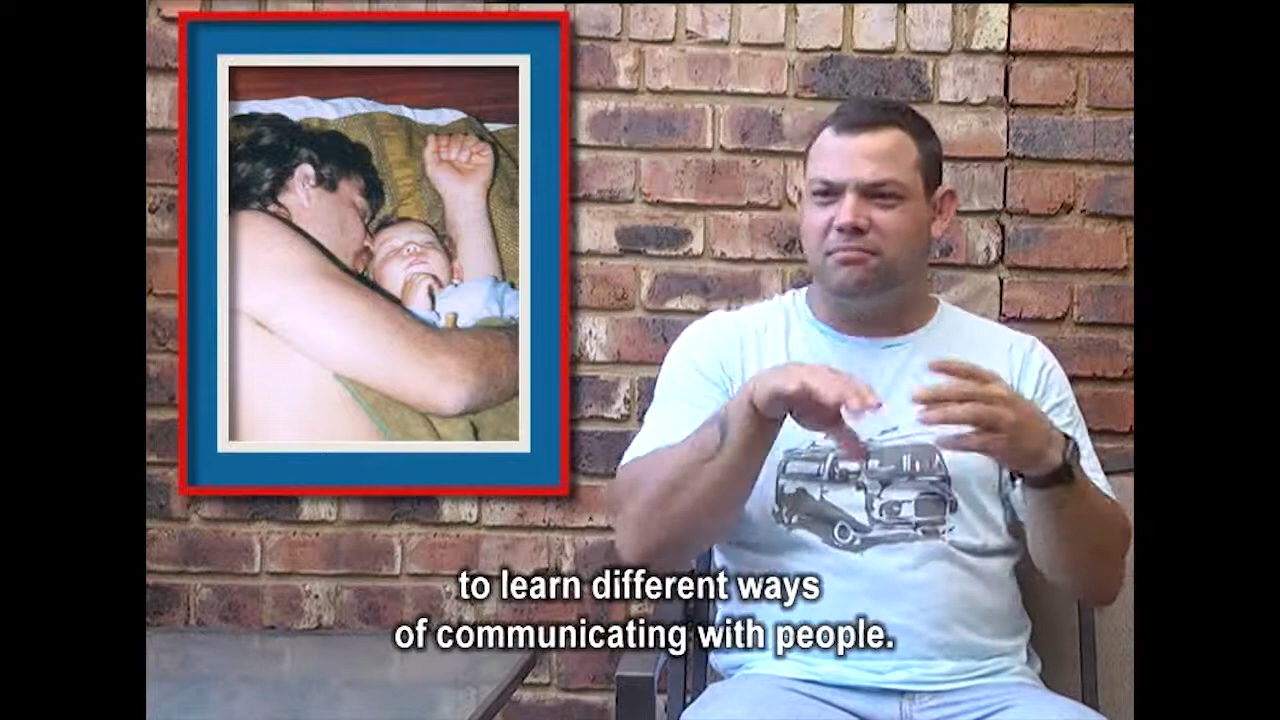 to learn different ways
of communicating with people.